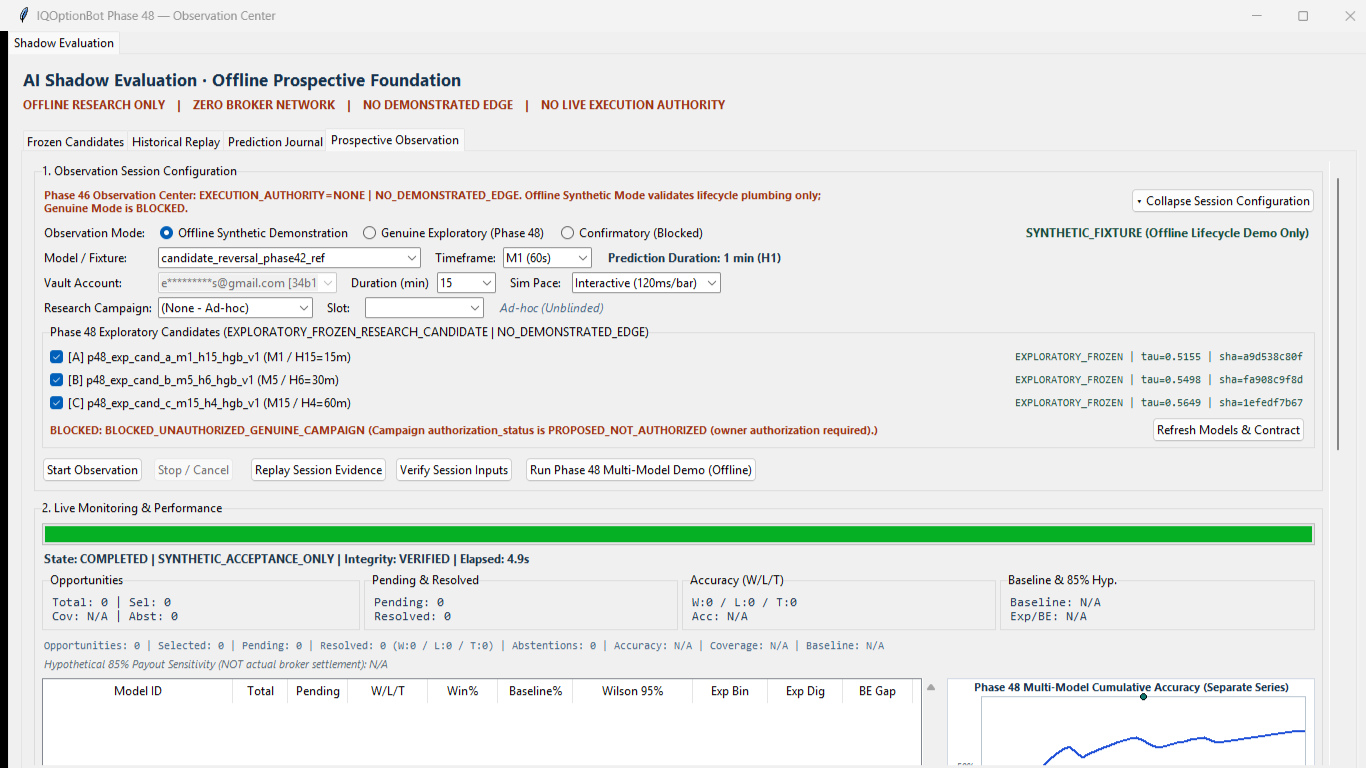 IQOptionBot Phase 48 — Observation Center
Shadow Evaluation
AI Shadow Evaluation · Offline Prospective Foundation
OFFLINE RESEARCH ONLY | ZERO BROKER NETWORK | NO DEMONSTRATED EDGE | NO LIVE EXECUTION AUTHORITY
Frozen Candidates Historical Replay Prediction Journal Prospective Observation
1. Observation Session Configuration
Phase 46 Observation Center: EXECUTION_AUTHORITY=NONE | NO_DEMONSTRATED_EDGE. Offline Synthetic Mode validates lifecycle plumbing only;
Genuine Mode is BLOCKED.
Collapse Session Configuration
Observation Mode: Offline Synthetic Demonstration Genuine Exploratory (Phase 48) Confirmatory (Blocked) SYNTHETIC_FIXTURE (Offline Lifecycle Demo Only)
Model / Fixture: candidate_reversal_phase42_ref Timeframe: M1 (60s) Prediction Duration: 1 min (H1)
Vault Account: e*********s@gmail.com [34b1 Duration (min) 15 Sim Pace: Interactive (120ms/bar)
Research Campaign: (None - Ad-hoc) Slot: Ad-hoc (Unblinded)
Phase 48 Exploratory Candidates (EXPLORATORY_FROZEN_RESEARCH_CANDIDATE | NO_DEMONSTRATED_EDGE)
[A] p48_exp_cand_a_m1_h15_hgb_v1 (M1 / H15=15m) EXPLORATORY_FROZEN | tau=0.5155 | sha=a9d538c80f
[B] p48_exp_cand_b_m5_h6_hgb_v1 (M5 / H6=30m) EXPLORATORY_FROZEN | tau=0.5498 | sha=fa908c9f8d
[C] p48_exp_cand_c_m15_h4_hgb_v1 (M15 / H4=60m) EXPLORATORY_FROZEN | tau=0.5649 | sha=1efedf7b67
BLOCKED: BLOCKED_UNAUTHORIZED_GENUINE_CAMPAIGN (Campaign authorization_status is PROPOSED_NOT_AUTHORIZED (owner authorization required).) Refresh Models & Contract
Start Observation Stop / Cancel Replay Session Evidence Verify Session Inputs Run Phase 48 Multi-Model Demo (Offline)
2. Live Monitoring & Performance
State: COMPLETED | SYNTHETIC_ACCEPTANCE_ONLY | Integrity: VERIFIED | Elapsed: 4.9s
Opportunities Pending & Resolved Accuracy (W/L/T) Baseline & 85% Hyp.
Total: 0 | Sel: 0 Pending: 0 W:0 / L:0 / T:0 Baseline: N/A
Cov: N/A | Abst: 0 Resolved: 0 Acc: N/A Exp/BE: N/A
Opportunities: 0 | Selected: 0 | Pending: 0 | Resolved: 0 (W:0 / L:0 / T:0) | Abstentions: 0 | Accuracy: N/A | Coverage: N/A | Baseline: N/A
Hypothetical 85% Payout Sensitivity (NOT actual broker settlement): N/A
Model ID Total Pending W/L/T Win% Baseline% Wilson 95% Exp Bin Exp Dig BE Gap
Phase 48 Multi-Model Cumulative Accuracy (Separate Series)